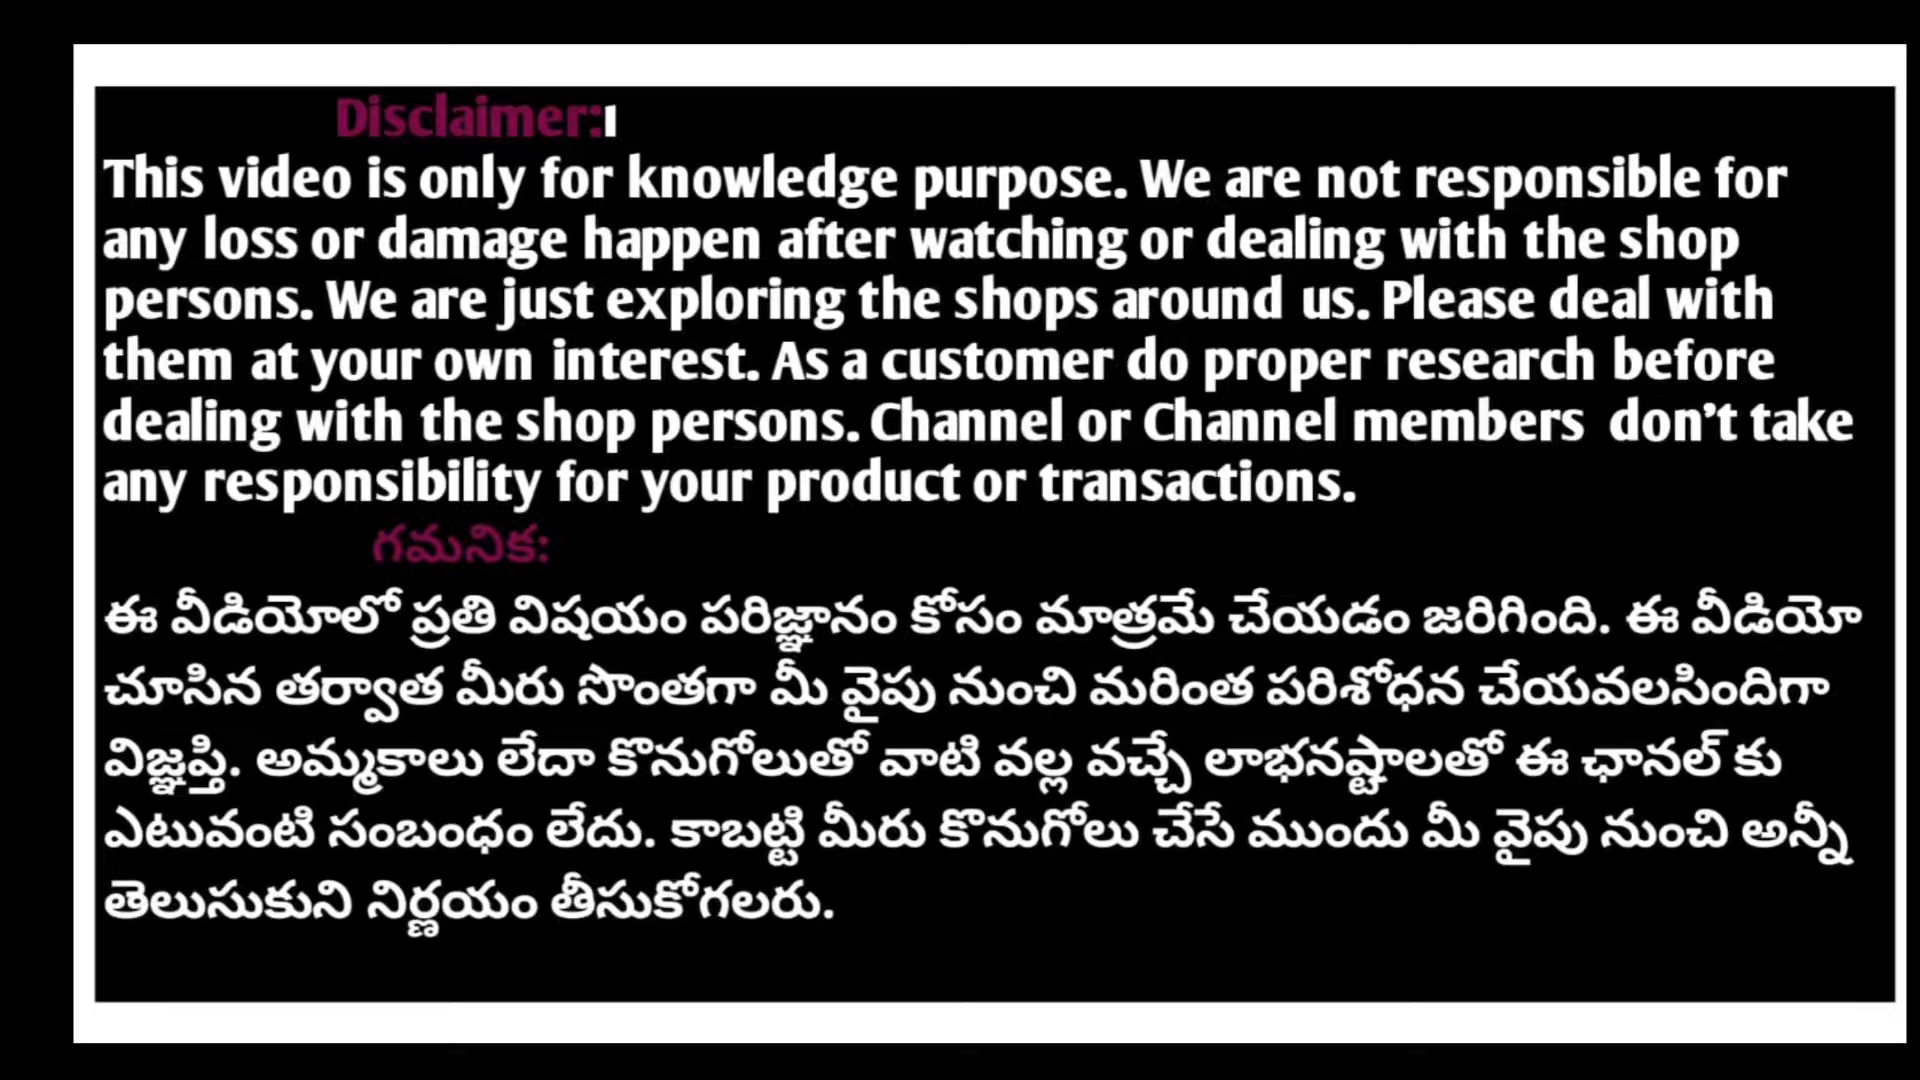 Disclaimer:
This video is only for knowledge purpose. We are not responsible for
any loss or damage happen after watching or dealing with the shop
persons. We are just exploring the shops around us. Please deal with
them at your own interest. As a customer do proper research before
dealing with the shop persons. Channel or Channel members don't take
any responsibility for your product or transactions.
గమనిక:
ఈ వీడియోలో ప్రతి విషయం పరిజ్ఞానం కోసం మాత్రమే చేయడం జరిగింది. ఈ వీడియో
చూసిన తర్వాత మీరు సొంతగా మీ వైపు నుంచి మరింత పరిశోధన చేయవలసిందిగా
విజ్ఞప్తి. అమ్మకాలు లేదా కొనుగోలుతో వాటి వల్ల వచ్చే లాభనష్టాలతో ఈ ఛానల్ కు
ఎటువంటి సంబంధం లేదు. కాబట్టి మీరు కొనుగోలు చేసే ముందు మీ వైపు నుంచి అన్నీ
తెలుసుకుని నిర్ణయం తీసుకోగలరు.